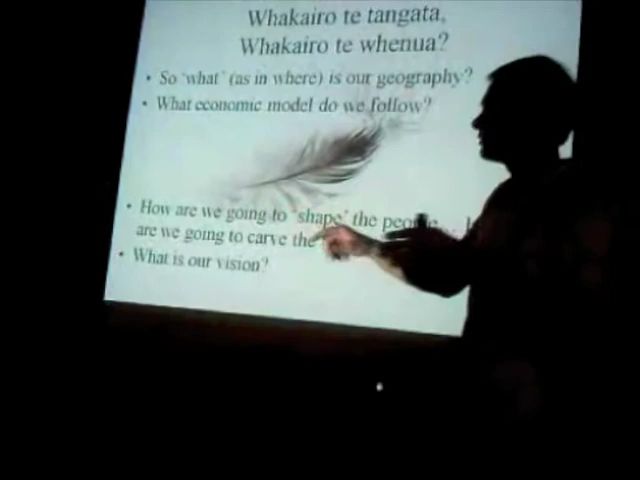 Whakairo te tangata,
Whakairo te whenua?
• So 'what' (as in where) is our geography?
• What economic model do we follow?
• How are we going to 'shape' the people...
are we going to carve the
• What is our vision?